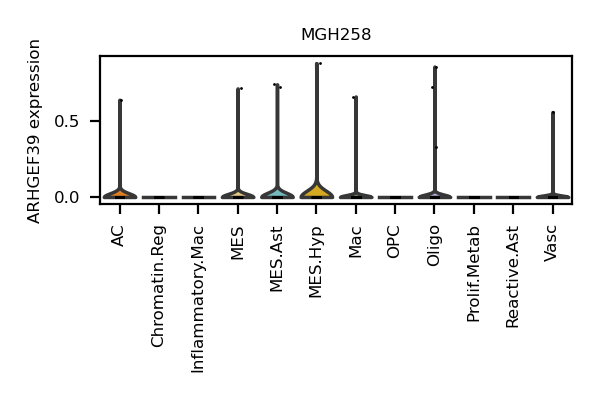 MGH258
ARHGEF39 expression
0.5
0.0
AC
Chromatin.Reg
Inflammatory.Mac
MES
MES.Ast
MES.Hyp
Mac
OPC
Oligo
Prolif.Metab
Reactive.Ast
Vasc